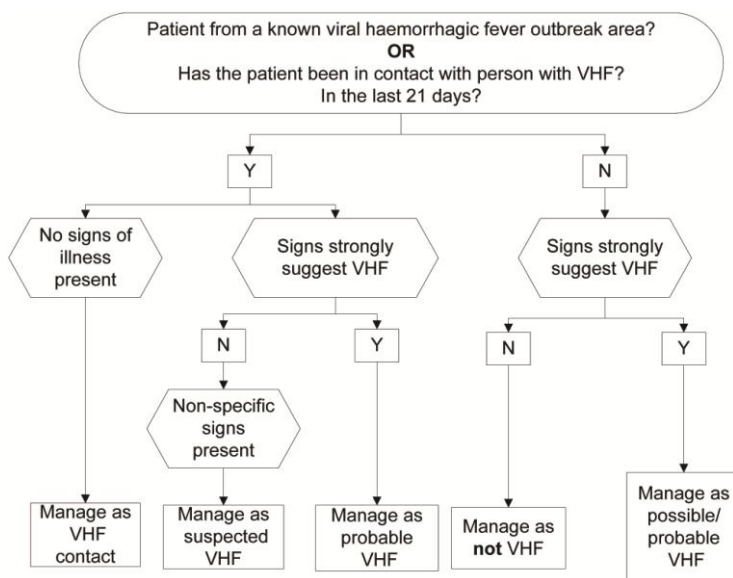 Patient from a known viral haemorrhagic fever outbreak area?
OR
Has the patient been in contact with person with VHF?
In the last 21 days?
Y
N
No signs of
illness
present
Signs strongly
suggest VHF
Signs strongly
suggest VHF
N
Y
N
Y
Non-specific
signs
present
Manage as
VHF
contact
Manage as
suspected
VHF
Manage as
probable
VHF
Manage as
not VHF
Manage as
possible/
probable
VHF